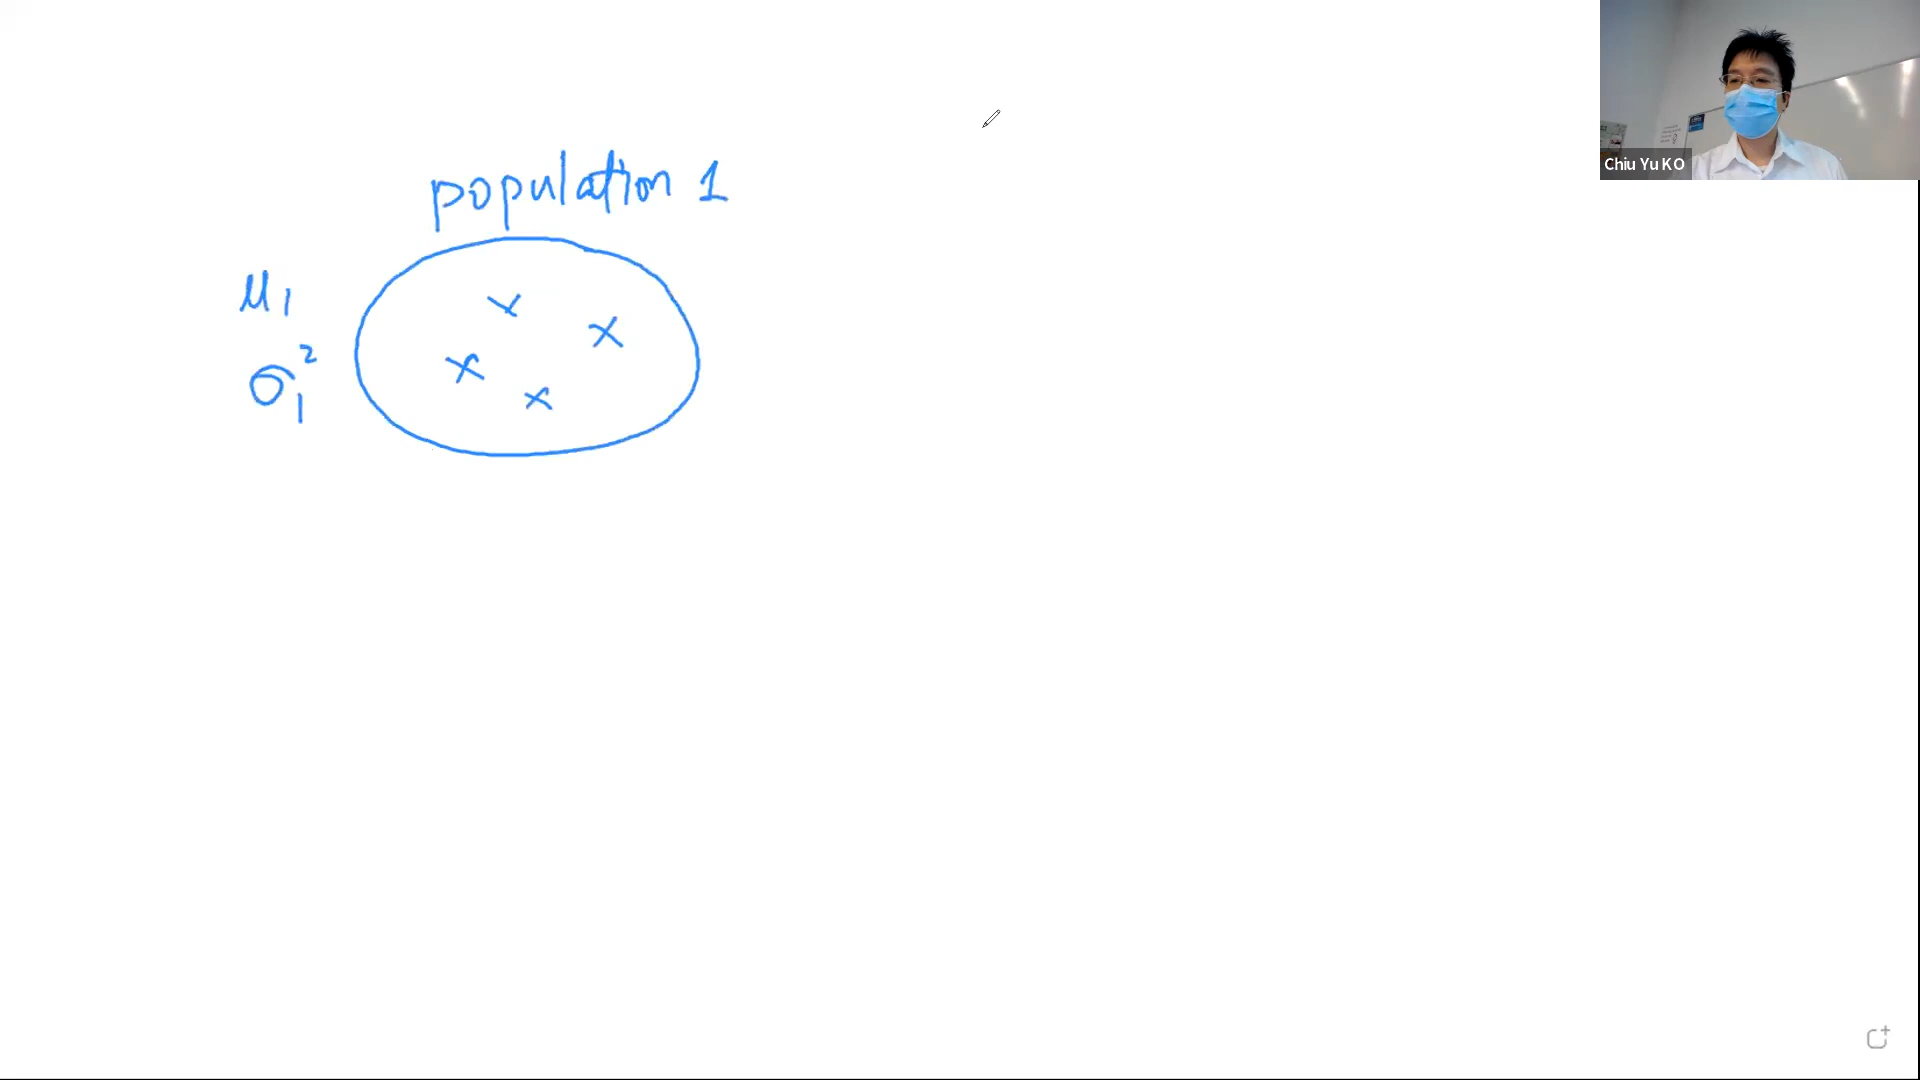 population 1
μ₁
σ₁²
Chiu Yu KO